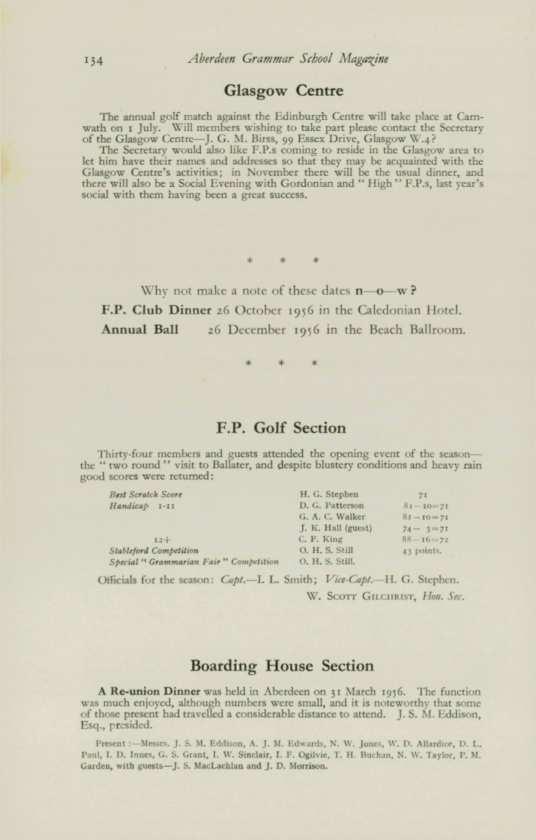 134 Aberdeen Grammar School Magazine
Glasgow Centre
The annual golf match against the Edinburgh Centre will take place at Carn-
wath on 1 July. Will members wishing to take part please contact the Secretary
of the Glasgow Centre—J. G. M. Birss, 99 Essex Drive, Glasgow W.4?
The Secretary would also like F.P.s coming to reside in the Glasgow area to
let him have their names and addresses so that they may be acquainted with the
Glasgow Centre's activities; in November there will be the usual dinner, and
there will also be a Social Evening with Gordonian and “ High ” F.P.s, last year's
social with them having been a great success.
* * *
Why not make a note of these dates n—o—w ?
F.P. Club Dinner 26 October 1956 in the Caledonian Hotel.
Annual Ball 26 December 1956 in the Beach Ballroom.
* * *
F.P. Golf Section
Thirty-four members and guests attended the opening event of the season—
the “ two round ” visit to Ballater, and despite blustery conditions and heavy rain
good scores were returned:
Best Scratch Score H. G. Stephen 71
Handicap 1-11 D. G. Patterson 81—10=71
G. A. C. Walker 81—10=71
J. K. Hall (guest) 74— 3=71
12+ C. P. King 88—16=72
Stableford Competition O. H. S. Still 43 points.
Special “ Grammarian Fair ” Competition O. H. S. Still.
Officials for the season: Capt.—I. L. Smith; Vice-Capt.—H. G. Stephen.
W. Scott Gilchrist, Hon. Sec.
Boarding House Section
A Re-union Dinner was held in Aberdeen on 31 March 1956. The function
was much enjoyed, although numbers were small, and it is noteworthy that some
of those present had travelled a considerable distance to attend. J. S. M. Eddison,
Esq., presided.
Present :—Messrs. J. S. M. Eddison, A. J. M. Edwards, N. W. Jones, W. D. Allardice, D. L.
Paul, I. D. Innes, G. S. Grant, I. W. Sinclair, I. F. Ogilvie, T. H. Buchan, N. W. Taylor, P. M.
Garden, with guests—J. S. MacLachlan and J. D. Morrison.